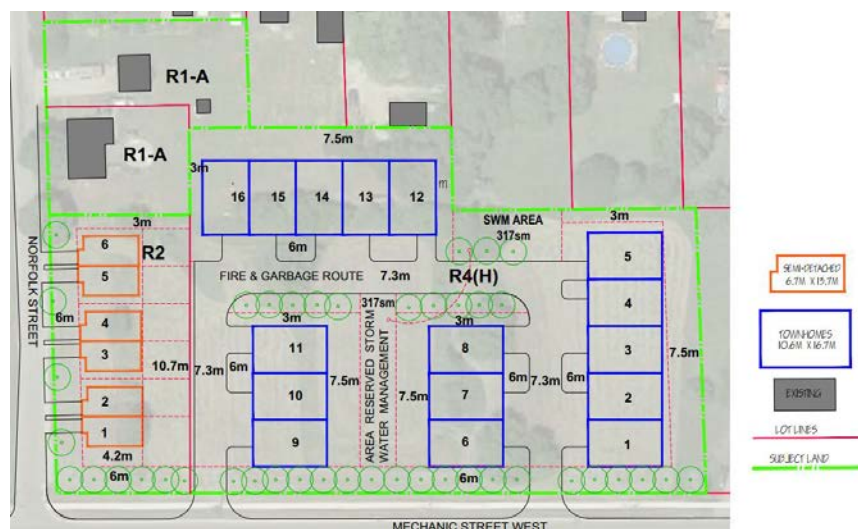 R1-A
R1-A
7.5m
3m
16
15
14
13
12
m
3m
SWM AREA
317sm
3m
6
R2
5
6m
5
FIRE & GARBAGE ROUTE
7.3m
R4(H)
NORFOLK STREET
317sm
4
6m
4
3m
3m
3
10.7m
7.3m
6m
11
7.5m
AREA RESERVED STORM
WATER MANAGEMENT
8
6m
7.3m
6m
3
7.5m
2
10
7.5m
7
2
1
9
6
1
4.2m
6m
6m
MECHANIC STREET WEST
SEMI-DETACHED
6.7M X 13.7M
TOWNHOMES
10.6M X 16.7M
EXISTING
LOT LINES
SUBJECT LAND